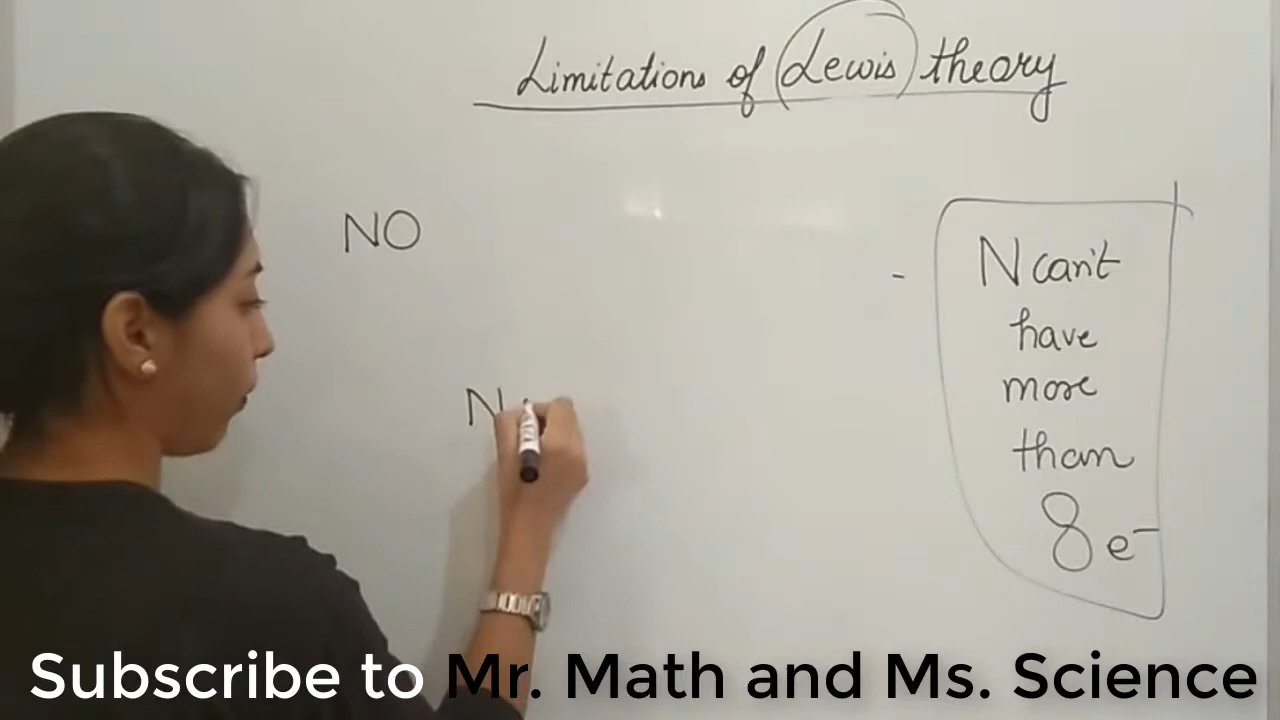 Limitations of Lewis theory
NO
N can't
have
more
than
8 e⁻
N
Subscribe to Mr. Math and Ms. Science